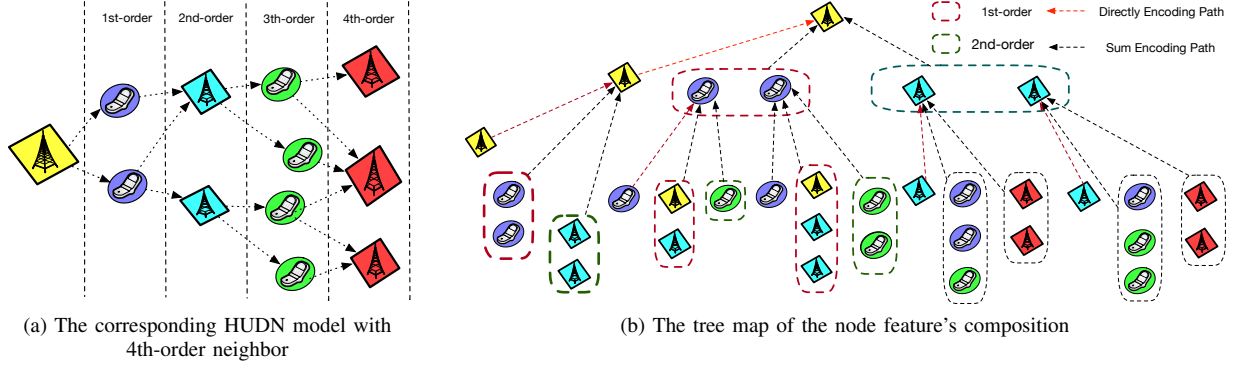 1st-order 2nd-order 3th-order 4th-order
1st-order Directly Encoding Path
2nd-order Sum Encoding Path
(a) The corresponding HUDN model with
4th-order neighbor
(b) The tree map of the node feature's composition